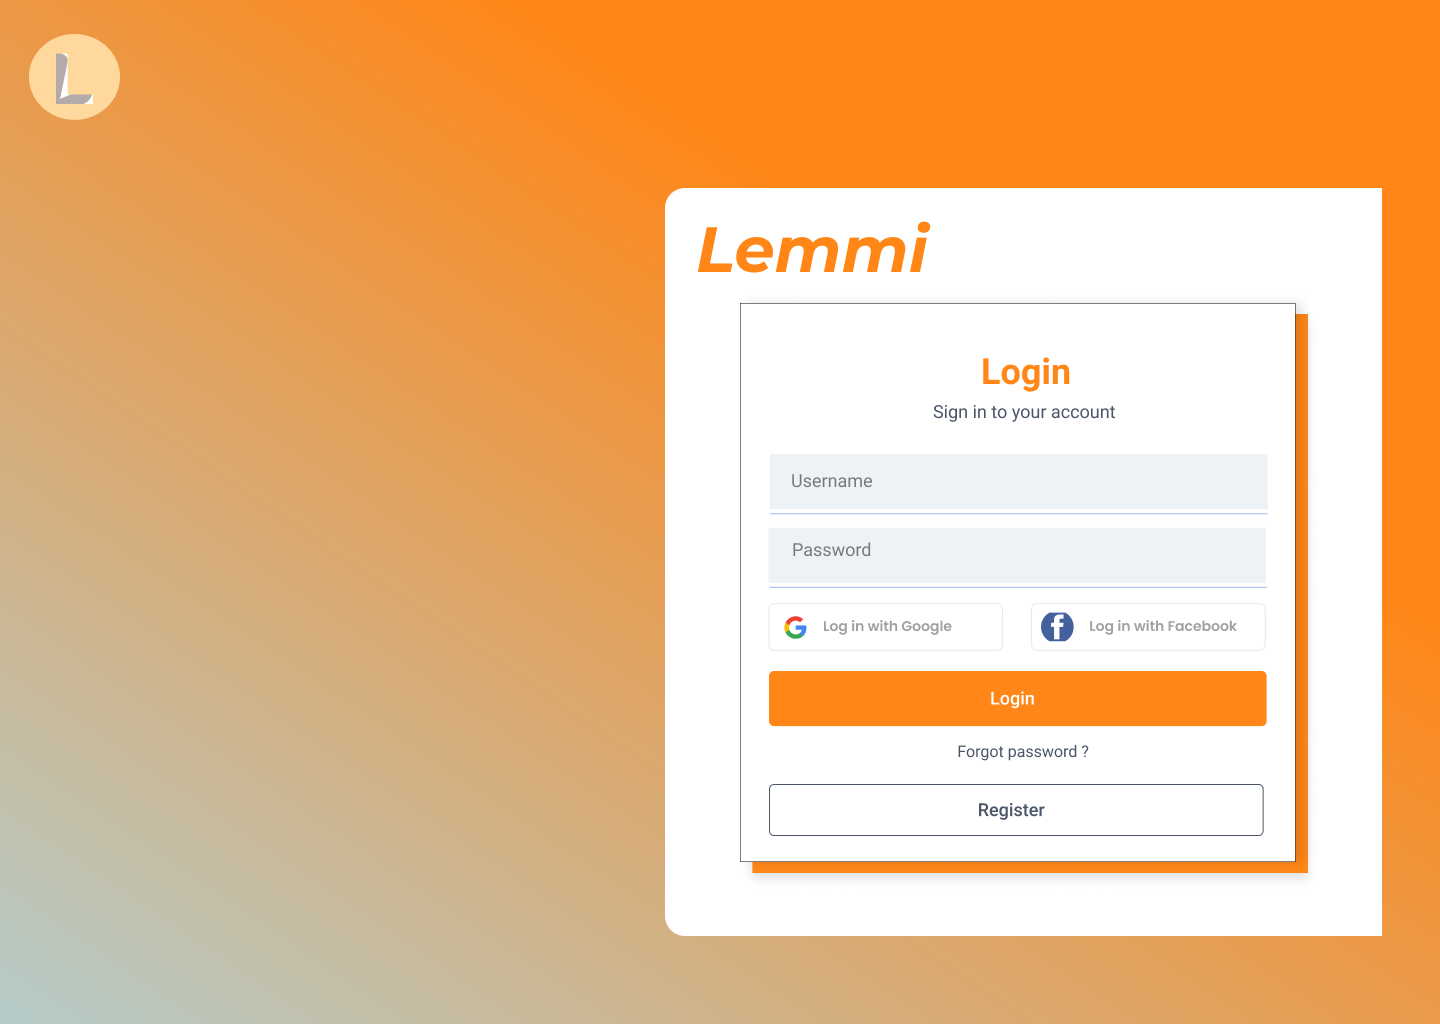 L
Lemmi
Login
Sign in to your account
Username
Password
Log in with Google
Log in with Facebook
Login
Forgot password ?
Register